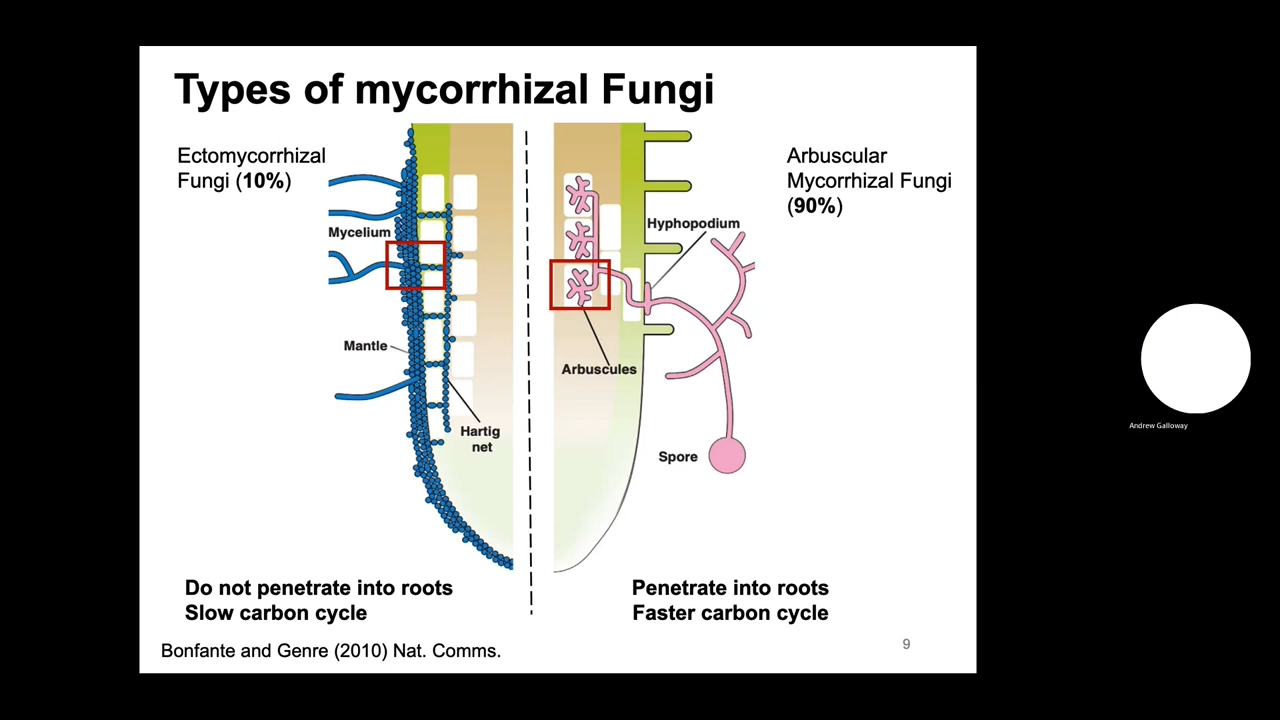 Types of mycorrhizal Fungi
Ectomycorrhizal
Fungi (10%)
Arbuscular
Mycorrhizal Fungi
(90%)
Mycelium
Hyphopodium
Mantle
Arbuscules
Hartig
net
Spore
Andrew Galloway
Do not penetrate into roots
Slow carbon cycle
Penetrate into roots
Faster carbon cycle
Bonfante and Genre (2010) Nat. Comms.
9